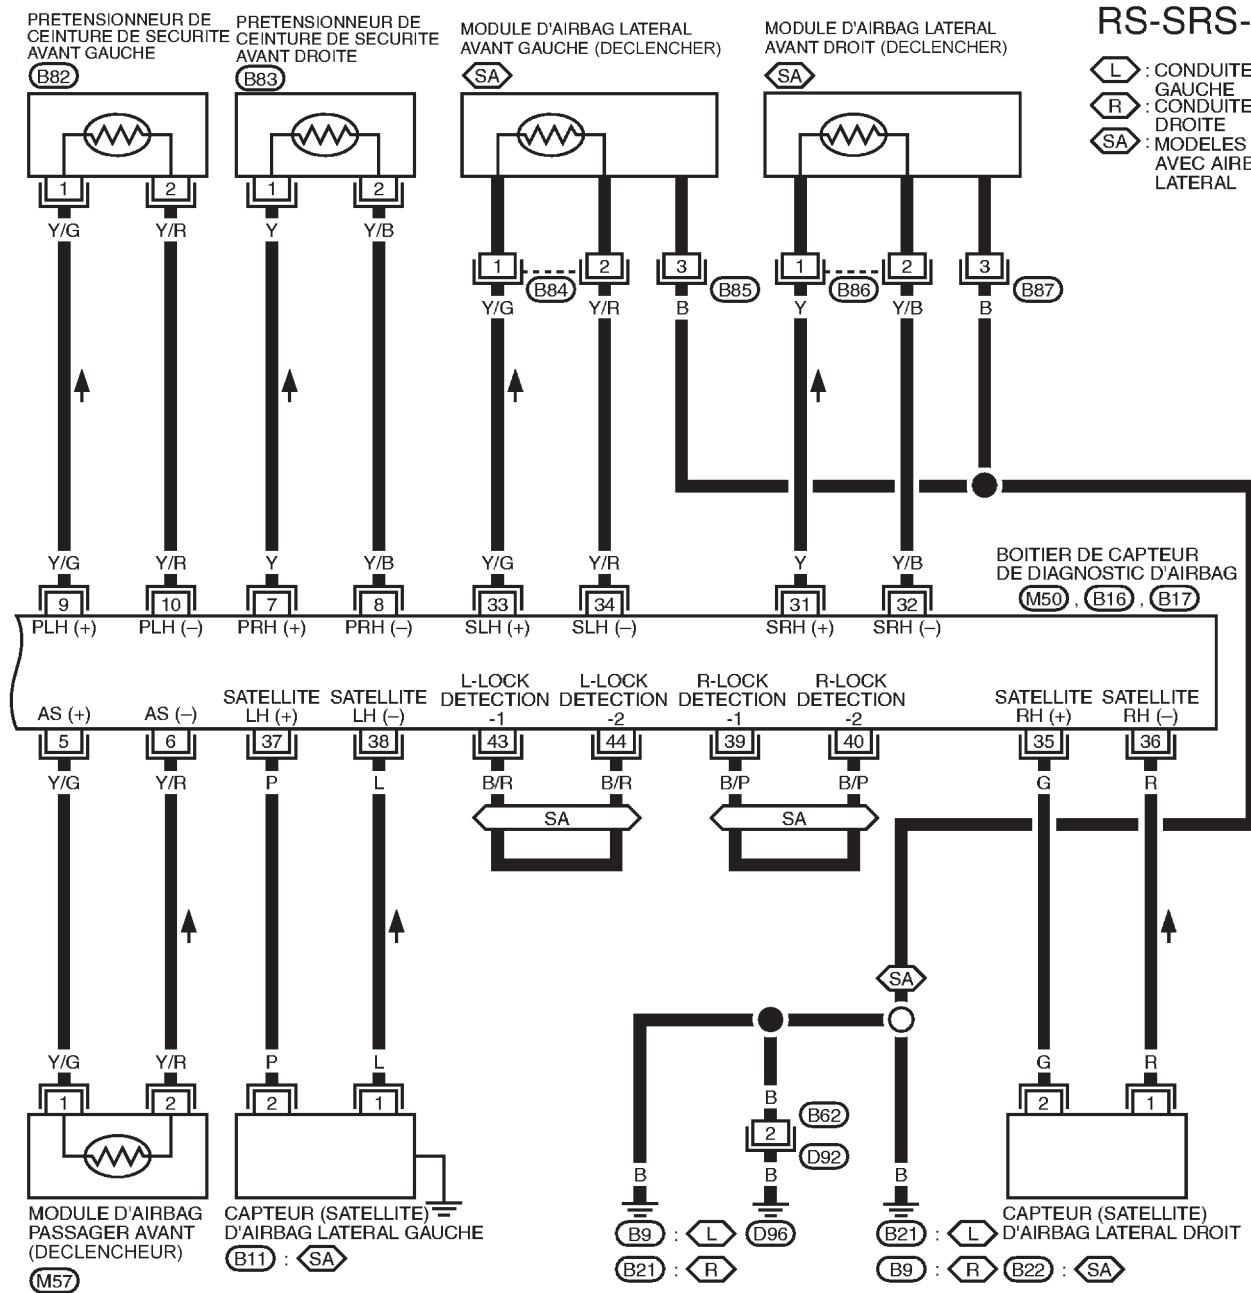 PRETENSIONNEUR DE
CEINTURE DE SECURITE
AVANT GAUCHE
B82
PRETENSIONNEUR DE
CEINTURE DE SECURITE
AVANT DROITE
B83
MODULE D'AIRBAG LATERAL
AVANT GAUCHE (DECLENCHER)
SA
MODULE D'AIRBAG LATERAL
AVANT DROIT (DECLENCHER)
SA
RS-SRS-
L : CONDUITE
GAUCHE
R : CONDUITE
DROITE
SA : MODELES
AVEC AIRB
LATERAL
1 2 1 2
Y/G Y/R Y Y/B
1 2 3 1 2 3
B84 B85 B86 B87
Y/G Y/R B Y Y/B B
Y/G Y/R Y Y/B Y/G Y/R Y Y/B
BOITIER DE CAPTEUR
DE DIAGNOSTIC D'AIRBAG
M50 , B16 , B17
9 10 7 8 33 34 31 32
PLH (+) PLH (–) PRH (+) PRH (–) SLH (+) SLH (–) SRH (+) SRH (–)
AS (+) AS (–)
SATELLITE
LH (+)
SATELLITE
LH (–)
L-LOCK
DETECTION
-1
L-LOCK
DETECTION
-2
R-LOCK
DETECTION
-1
R-LOCK
DETECTION
-2
SATELLITE
RH (+)
SATELLITE
RH (–)
5 6 37 38 43 44 39 40 35 36
Y/G Y/R P L B/R B/R B/P B/P G R
SA SA
SA
Y/G Y/R P L G R
1 2 2 1 2 1
B
B62
2
D92
B B B
MODULE D'AIRBAG
PASSAGER AVANT
(DECLENCHEUR)
M57
CAPTEUR (SATELLITE)
D'AIRBAG LATERAL GAUCHE
B11 : SA
B9 : L
B21 : R
D96
B21 : L
B9 : R
CAPTEUR (SATELLITE)
D'AIRBAG LATERAL DROIT
B22 : SA